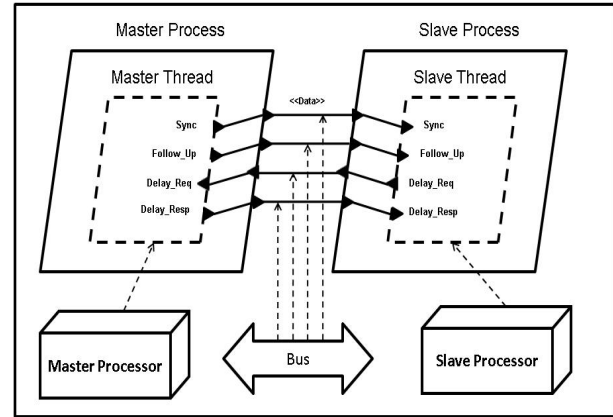 Master Process
Slave Process
Master Thread
<<Data>>
Slave Thread
Sync
Sync
Follow_Up
Follow_Up
Delay_Req
Delay_Req
Delay_Resp
Delay_Resp
Master Processor
Bus
Slave Processor